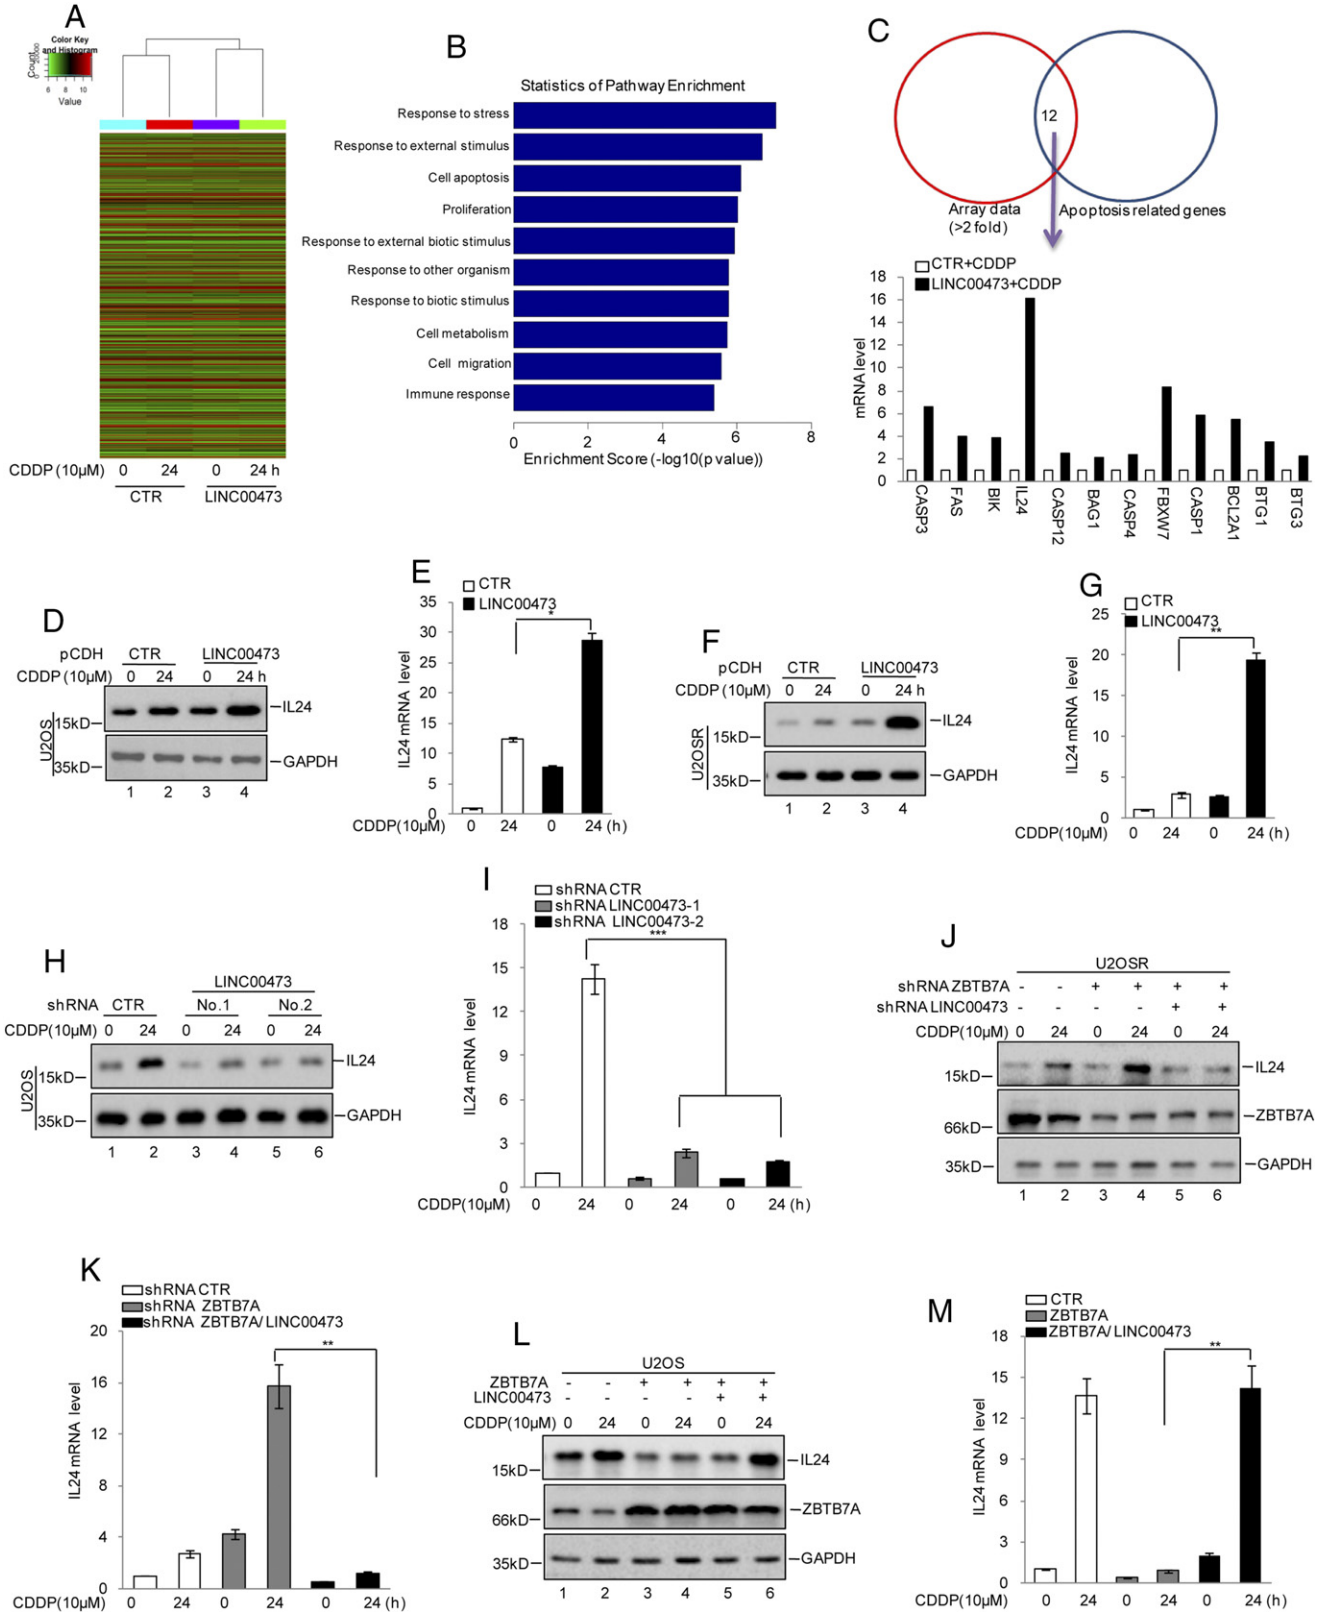 A
Color Key
and Histogram
Count
0 20000
6 8 10
Value
CDDP (10μM) 0 24 0 24 h
CTR LINC00473
B
Statistics of Pathway Enrichment
Response to stress
Response to external stimulus
Cell apoptosis
Proliferation
Response to external biotic stimulus
Response to other organism
Response to biotic stimulus
Cell metabolism
Cell migration
Immune response
0 2 4 6 8
Enrichment Score (-log10(p value))
C
12
Array data
(>2 fold)
Apoptosis related genes
CTR+CDDP
LINC00473+CDDP
mRNA level
18
16
14
12
10
8
6
4
2
0
CASP3 FAS BIK IL24 CASP12 BAG1 CASP4 FBXW7 CASP1 BCL2A1 BTG1 BTG3
D
pCDH CTR LINC00473
CDDP (10μM) 0 24 0 24 h
U2OS
IL24
15kD
GAPDH
35kD
1 2 3 4
E
CTR
LINC00473
*
IL24 mRNA level
35
30
25
20
15
10
5
0
CDDP(10μM) 0 24 0 24 (h)
F
pCDH CTR LINC00473
CDDP (10μM) 0 24 0 24 h
U2OSR
IL24
15kD
GAPDH
35kD
1 2 3 4
G
CTR
LINC00473
**
IL24 mRNA level
25
20
15
10
5
0
CDDP(10μM) 0 24 0 24 (h)
H
LINC00473
shRNA CTR No.1 No.2
CDDP(10μM) 0 24 0 24 0 24
U2OS
IL24
15kD
GAPDH
35kD
1 2 3 4 5 6
I
shRNA CTR
shRNA LINC00473-1
shRNA LINC00473-2
***
IL24 mRNA level
18
15
12
9
6
3
0
CDDP(10μM) 0 24 0 24 0 24 (h)
J
U2OSR
shRNA ZBTB7A - - + + + +
shRNA LINC00473 - - - - + +
CDDP(10μM) 0 24 0 24 0 24
IL24
15kD
ZBTB7A
66kD
GAPDH
35kD
1 2 3 4 5 6
K
shRNA CTR
shRNA ZBTB7A
shRNA ZBTB7A/LINC00473
**
IL24 mRNA level
20
16
12
8
4
0
CDDP(10μM) 0 24 0 24 0 24 (h)
L
U2OS
ZBTB7A - - + + + +
LINC00473 - - - - + +
CDDP(10μM) 0 24 0 24 0 24
IL24
15kD
ZBTB7A
66kD
GAPDH
35kD
1 2 3 4 5 6
M
CTR
ZBTB7A
ZBTB7A/LINC00473
**
IL24 mRNA level
18
15
12
9
6
3
0
CDDP(10μM) 0 24 0 24 0 24 (h)